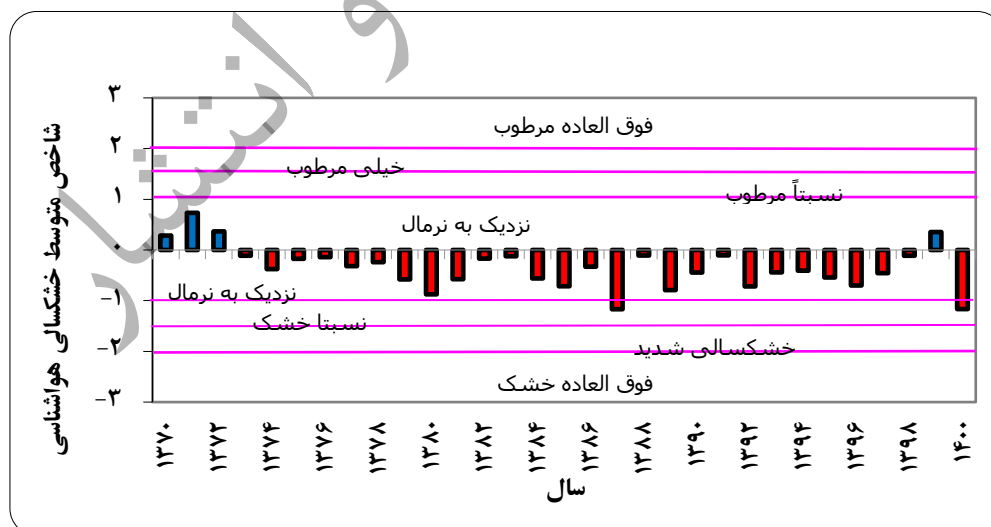 و انتشار
شاخص متوسط خشکسالی هواشناسی
۳
۲
۱
۰
-۱
-۲
-۳
فوق العاده مرطوب
خیلی مرطوب
نسبتاً مرطوب
نزدیک به نرمال
نزدیک به نرمال
نسبتا خشک
خشکسالی شدید
فوق العاده خشک
۱۳۷۰
۱۳۷۲
۱۳۷۴
۱۳۷۶
۱۳۷۸
۱۳۸۰
۱۳۸۲
۱۳۸۴
۱۳۸۶
۱۳۸۸
۱۳۹۰
۱۳۹۲
۱۳۹۴
۱۳۹۶
۱۳۹۸
۱۴۰۰
سال